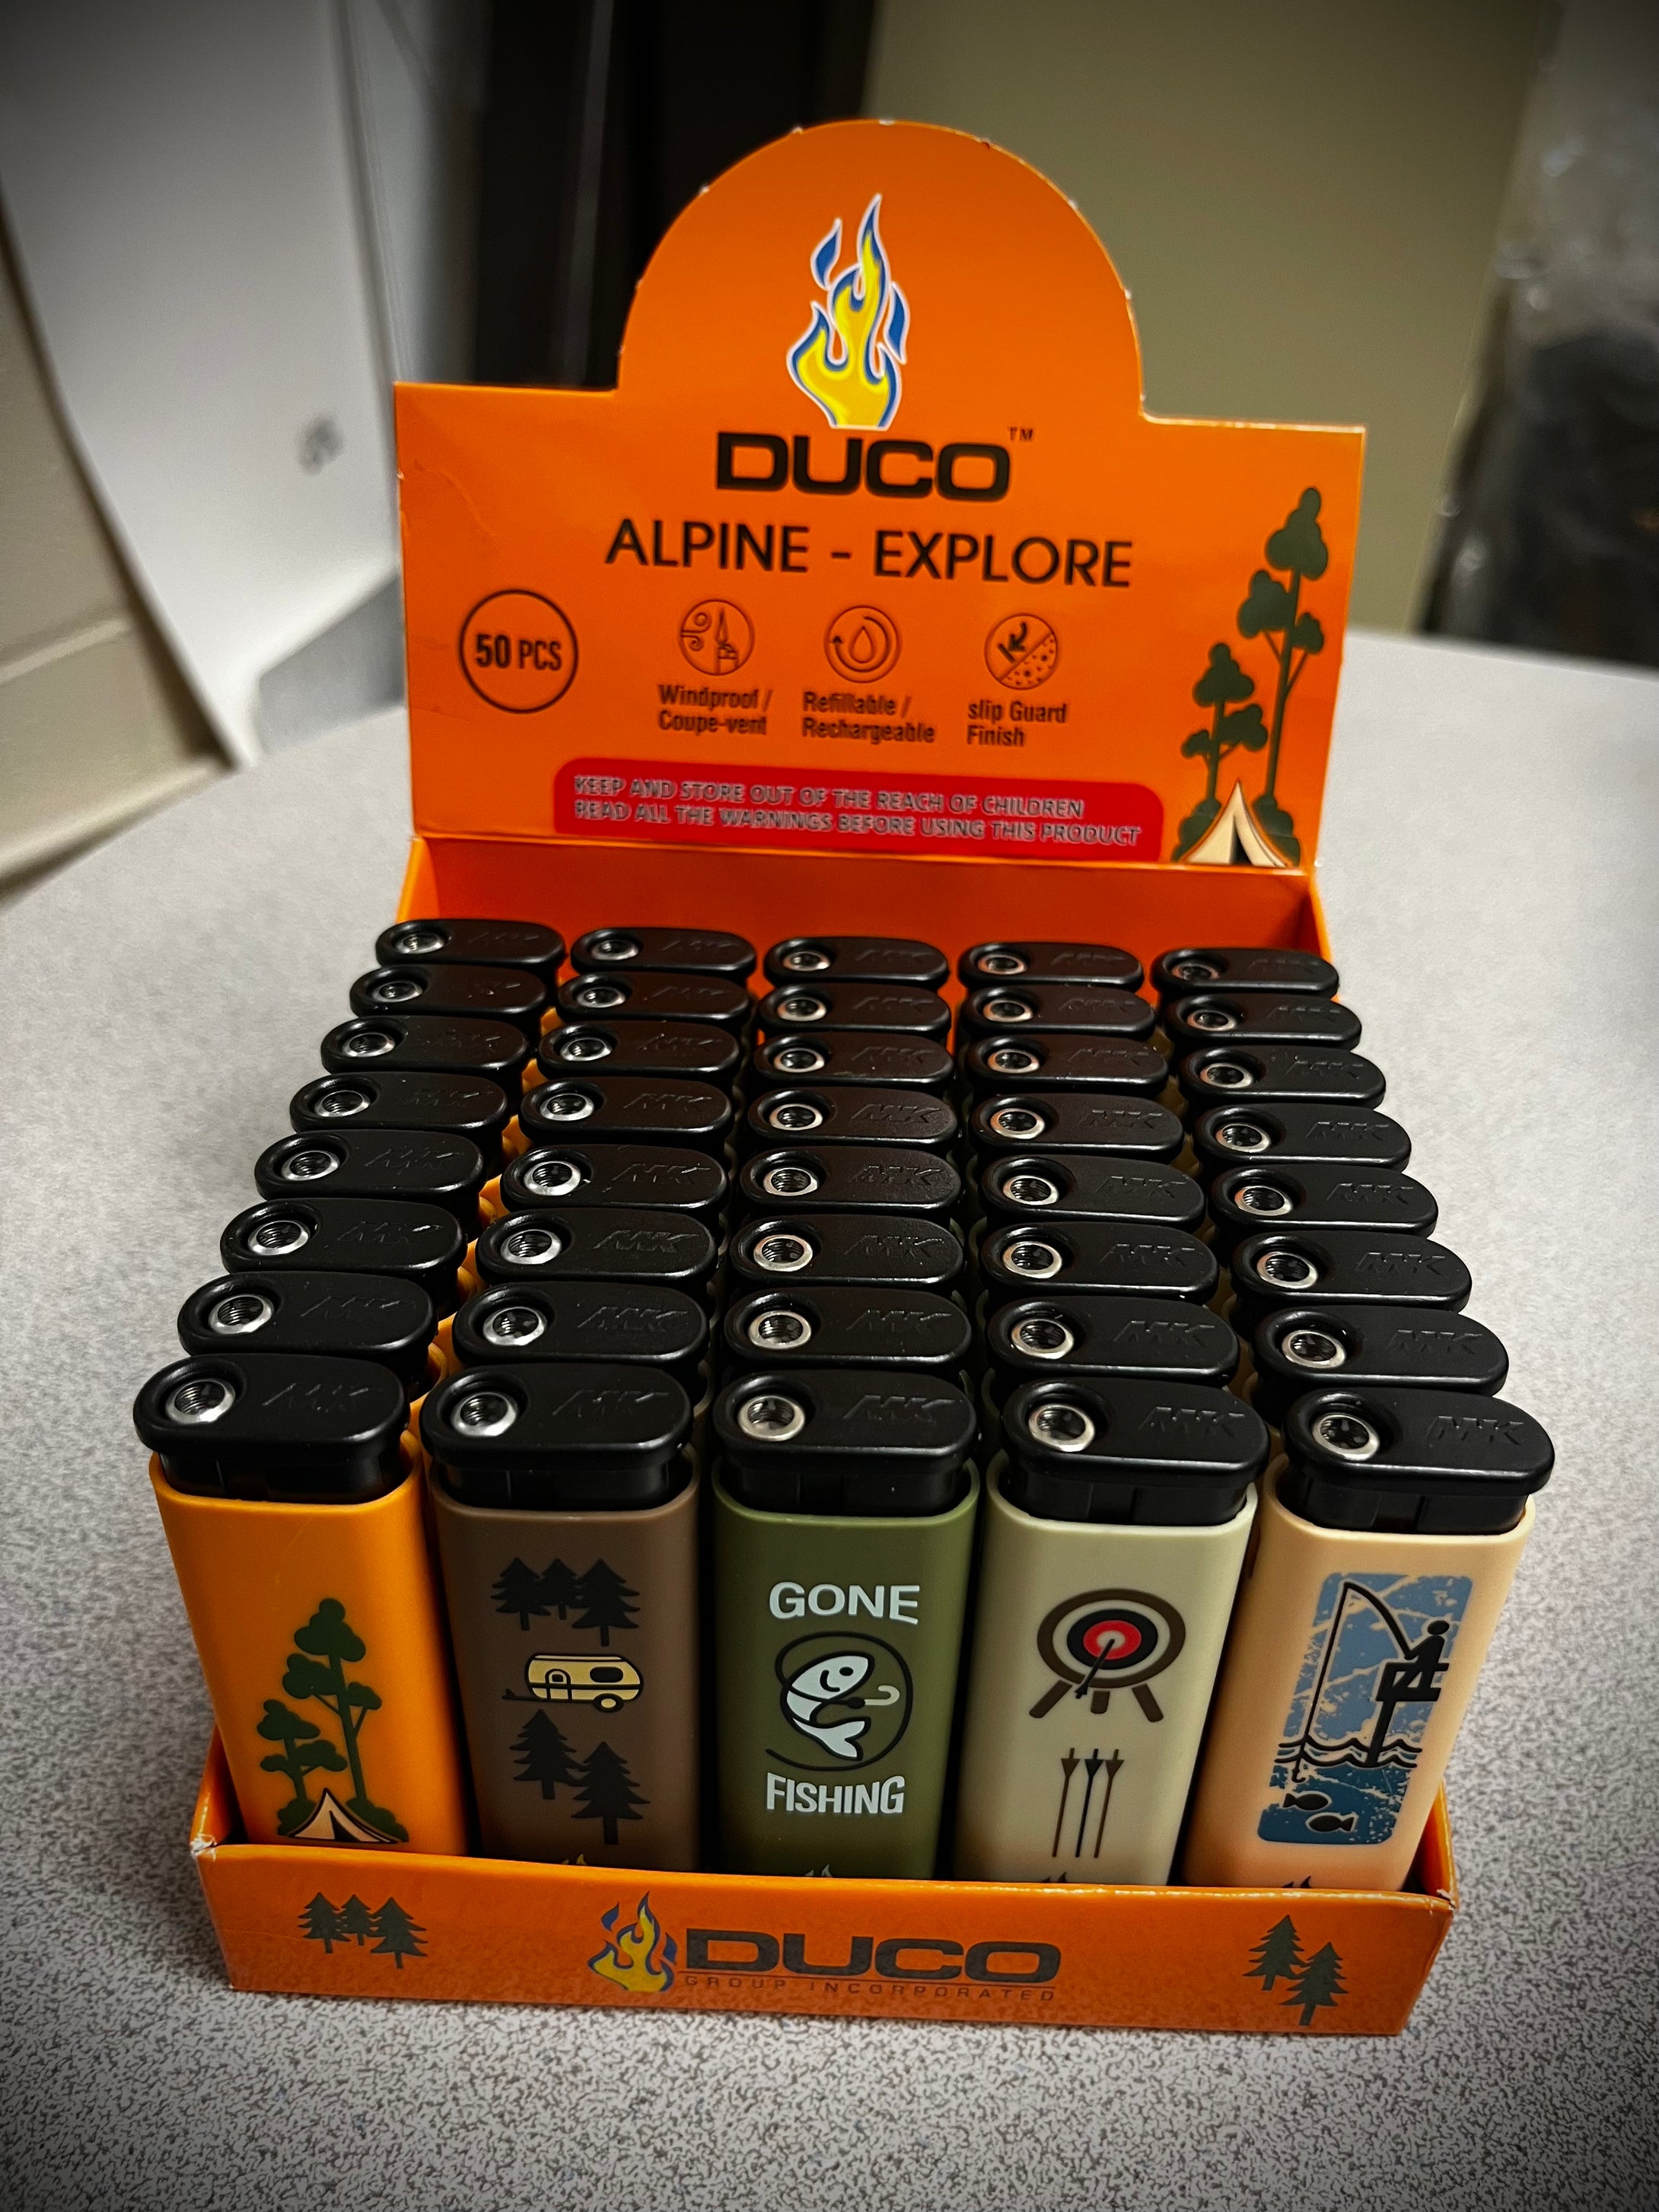 DUCO™
ALPINE - EXPLORE
50 PCS
Windproof /
Coupe-vent
Refillable /
Rechargeable
slip Guard
Finish
KEEP AND STORE OUT OF THE REACH OF CHILDREN
READ ALL THE WARNINGS BEFORE USING THIS PRODUCT
GONE
FISHING
DUCO
GROUP INCORPORATED